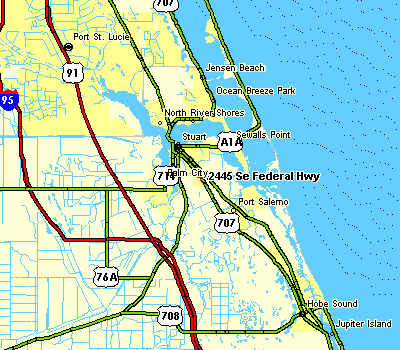 707
Port St. Lucie
91
Jensen Beach
95
Ocean Breeze Park
North River Shores
Stuart
Sewalls Point
A1A
714
Palm City
2445 Se Federal Hwy
Port Salerno
707
76A
Hobe Sound
708
Jupiter Island